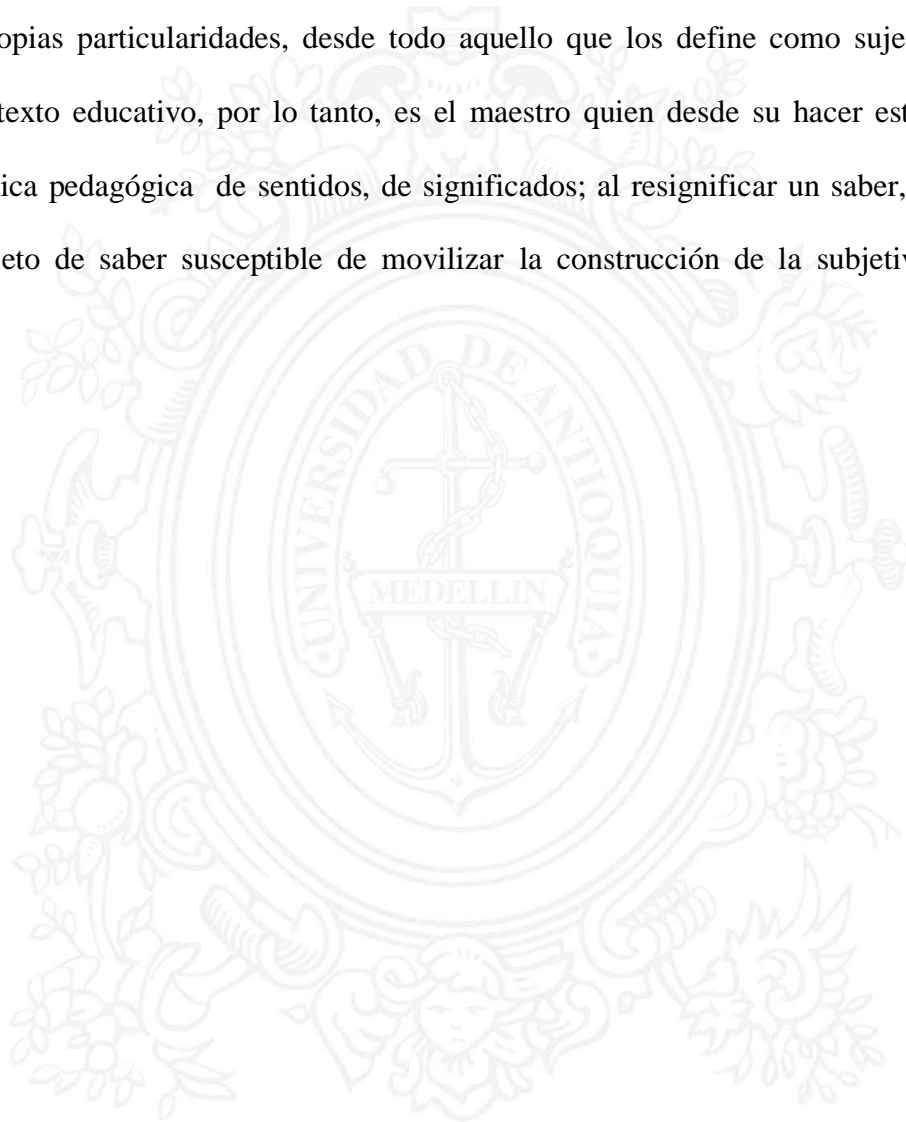 opias particularidades, desde todo aquello que los define como suje
texto educativo, por lo tanto, es el maestro quien desde su hacer est
ica pedagógica de sentidos, de significados; al resignificar un saber,
eto de saber susceptible de movilizar la construcción de la subjetiv
UNIVERSIDAD DE ANTIOQUIA
MEDELLIN